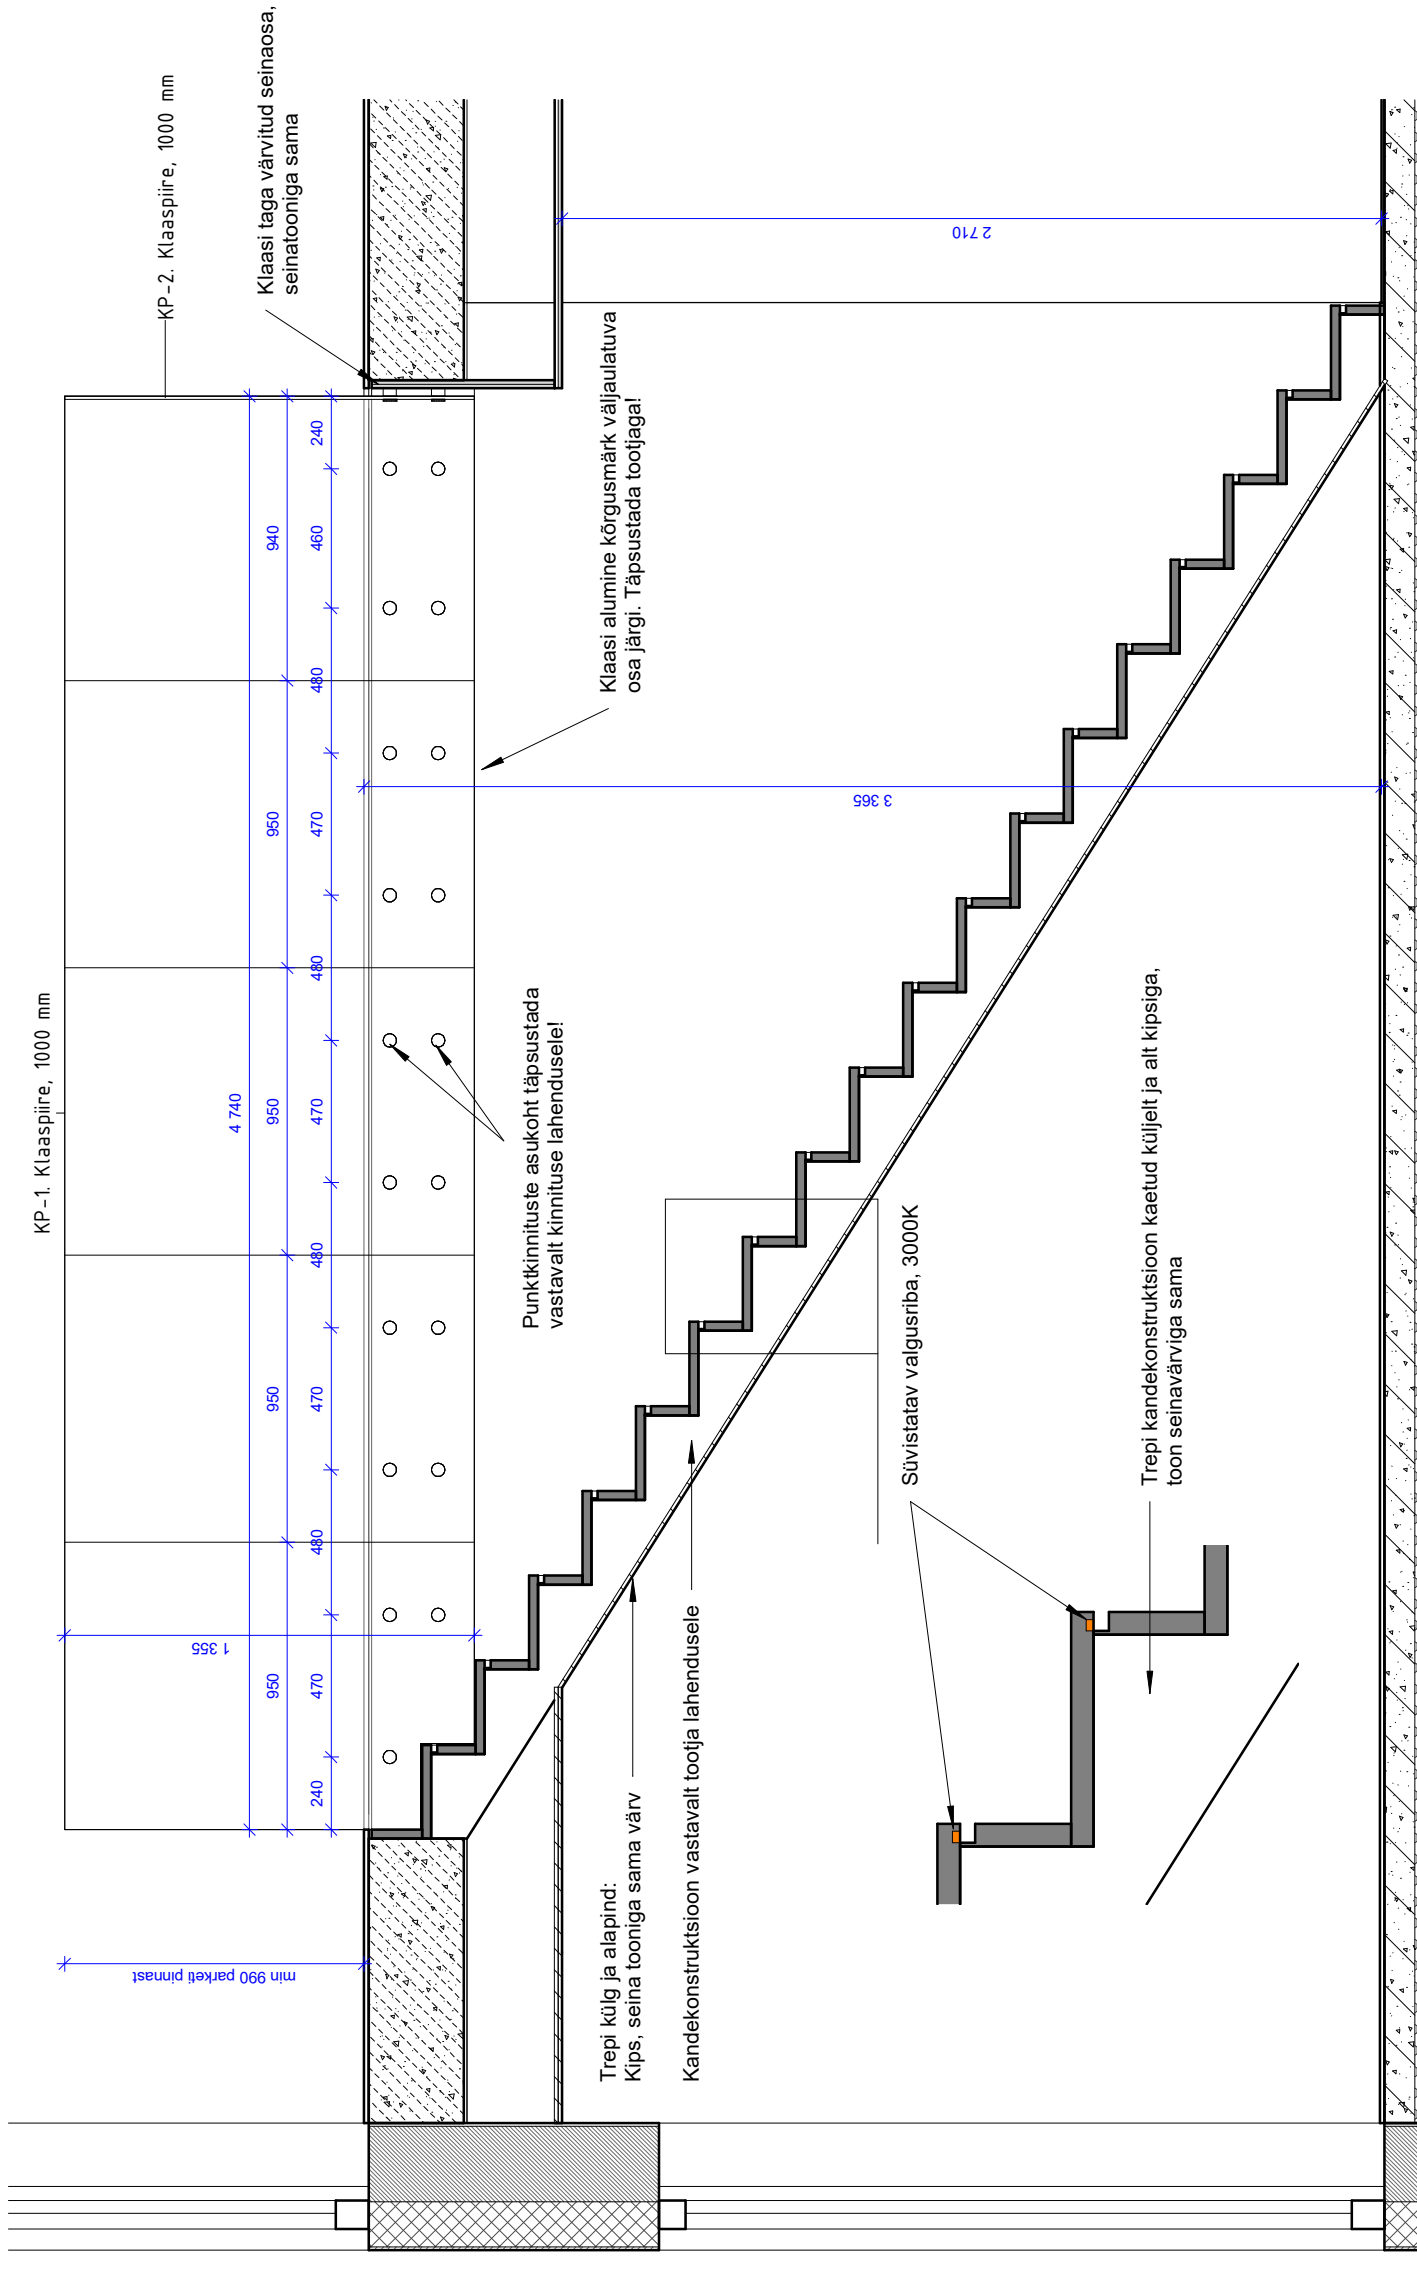 KP-1. Klaaspiire, 1000 mm
KP-2. Klaaspiire, 1000 mm
Klaasi taga värvitud seinaosa,
seinatooniga sama
4 740
950
950
950
950
940
240
470
480
470
480
470
480
470
480
460
240
1 355
min 990 parketi pinnast
Klaasi alumine kõrgusmärk väljaulatuva
osa järgi. Täpsustada tootjaga!
2 710
3 365
Punktkinnituste asukoht täpsustada
vastavalt kinnituse lahendusele!
Trepi külg ja alapind:
Kips, seina tooniga sama värv
Kandekonstruktsioon vastavalt tootja lahendusele
Süvistatav valgusriba, 3000K
Trepi kandekonstruktsioon kaetud küljelt ja alt kipsiga,
toon seinavärviga sama